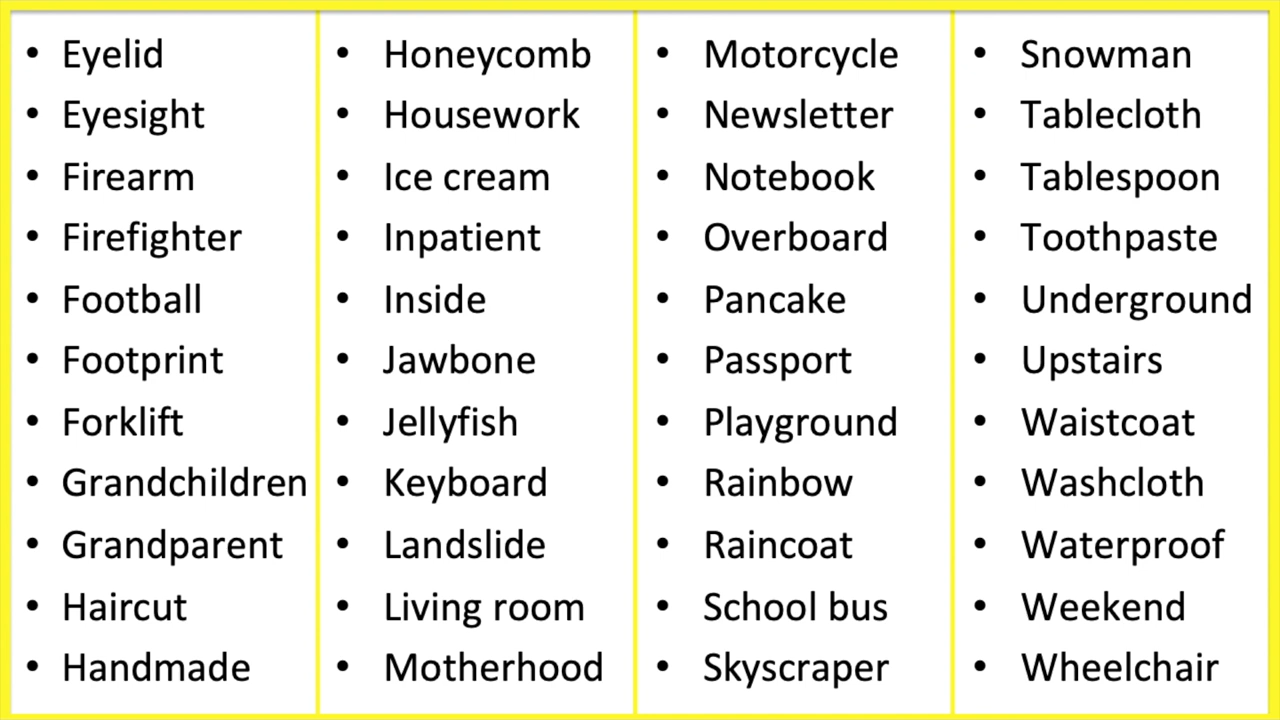 • Eyelid
• Eyesight
• Firearm
• Firefighter
• Football
• Footprint
• Forklift
• Grandchildren
• Grandparent
• Haircut
• Handmade
• Honeycomb
• Housework
• Ice cream
• Inpatient
• Inside
• Jawbone
• Jellyfish
• Keyboard
• Landslide
• Living room
• Motherhood
• Motorcycle
• Newsletter
• Notebook
• Overboard
• Pancake
• Passport
• Playground
• Rainbow
• Raincoat
• School bus
• Skyscraper
• Snowman
• Tablecloth
• Tablespoon
• Toothpaste
• Underground
• Upstairs
• Waistcoat
• Washcloth
• Waterproof
• Weekend
• Wheelchair